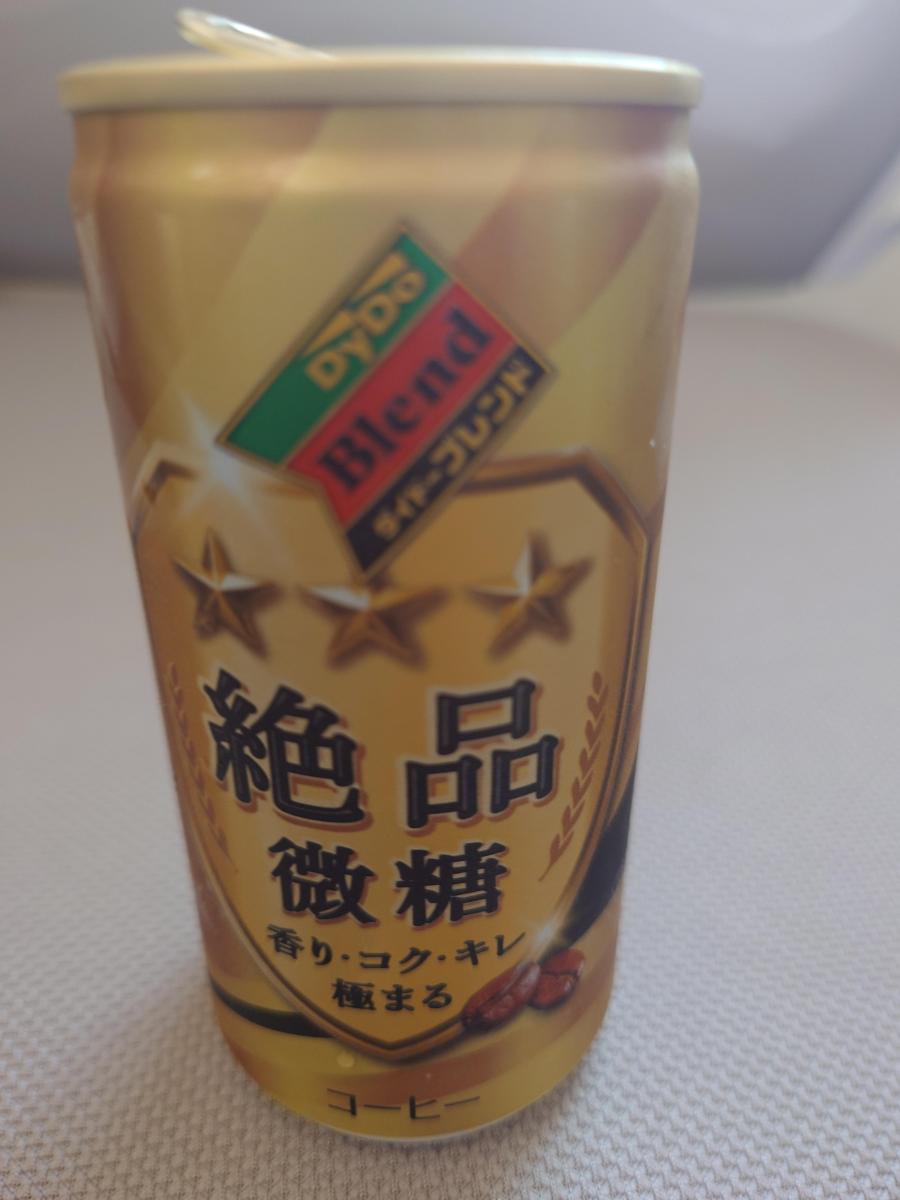 DyDo
Blend
ダイドーブレンド
絶品
微糖
香り・コク・キレ
極まる
コーヒー